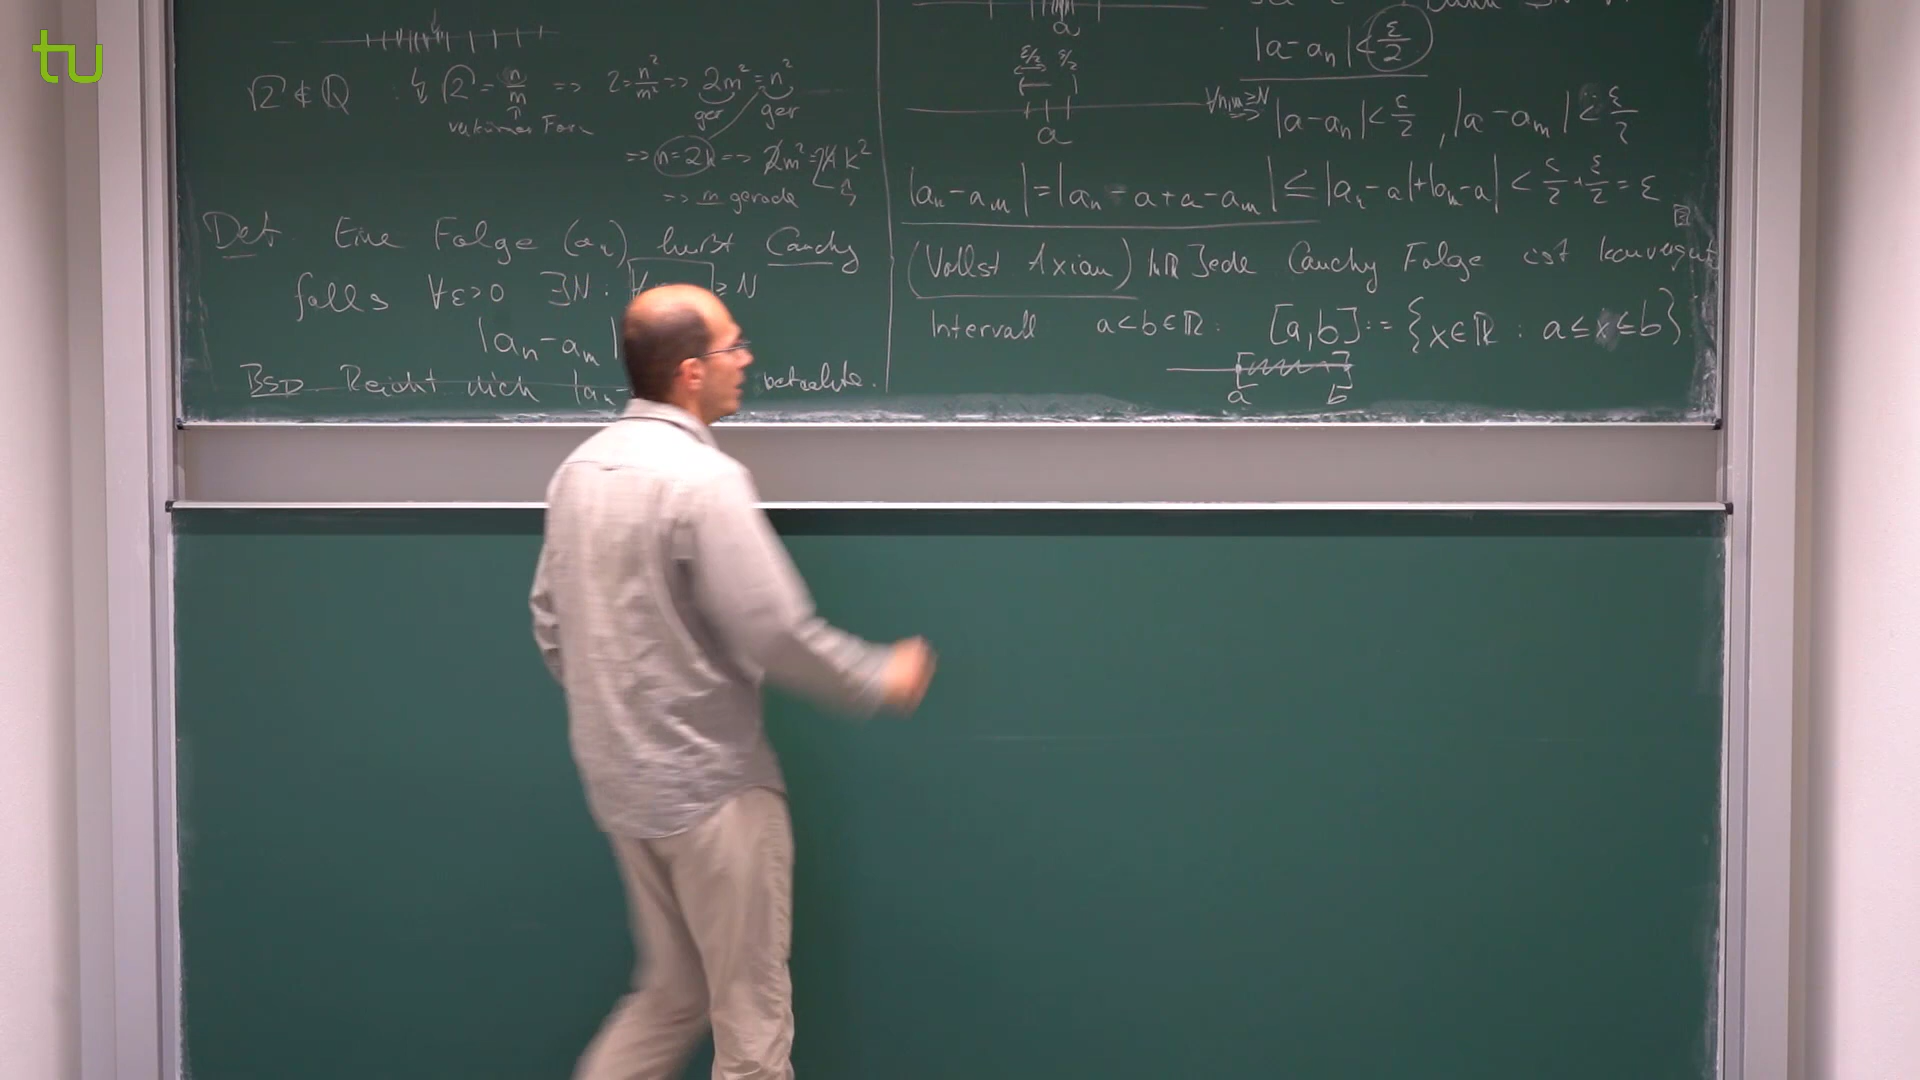 tu
√2 ∉ ℚ : ↯ √2 = n/m => 2 = n²/m² => 2m² = n²
ger ger
=> n=2k => 2m² = 4k²
=> m gerade
Def. Eine Folge (aₙ) heißt Cauchy
falls ∀ε>0 ∃N : ≥ N
|aₙ-aₘ|
Bsp Reicht nicht |aₙ- betrachte.
a
|a-aₙ| < ε/2
ε/2 ε/2
a
∀n,m≥N => |a-aₙ| < ε/2 , |a-aₘ| < ε/2
|aₙ-aₘ| = |aₙ-a+a-aₘ| ≤ |aₙ-a|+|aₘ-a| < ε/2+ε/2 = ε
(Vollst Axiom) In ℝ Jede Cauchy Folge ist konvergent
Intervall a<b∈ℝ: [a,b] := {x∈ℝ : a≤x≤b}
a b